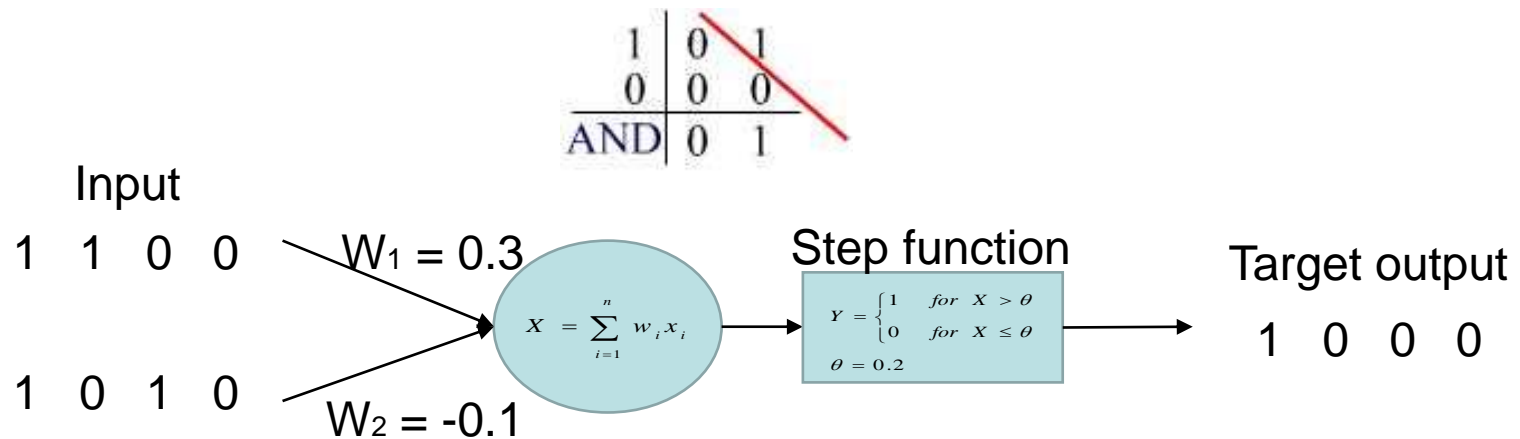 1 0 1
0 0 0
AND 0 1
Input
1 1 0 0
W1 = 0.3
X = ∑ i=1 n w i x i
Step function
Y = { 1 for X > θ
0 for X ≤ θ
θ = 0.2
Target output
1 0 0 0
1 0 1 0
W2 = -0.1